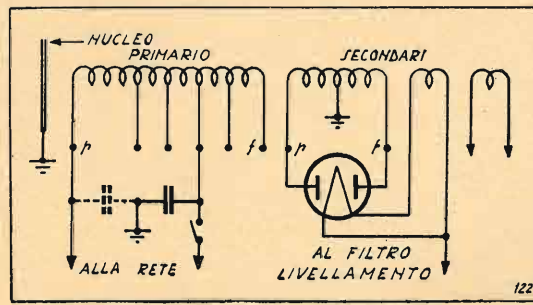 NUCLEO
PRIMARIO
SECONDARI
p
f
p
f
ALLA RETE
AL FILTRO
LIVELLAMENTO
122